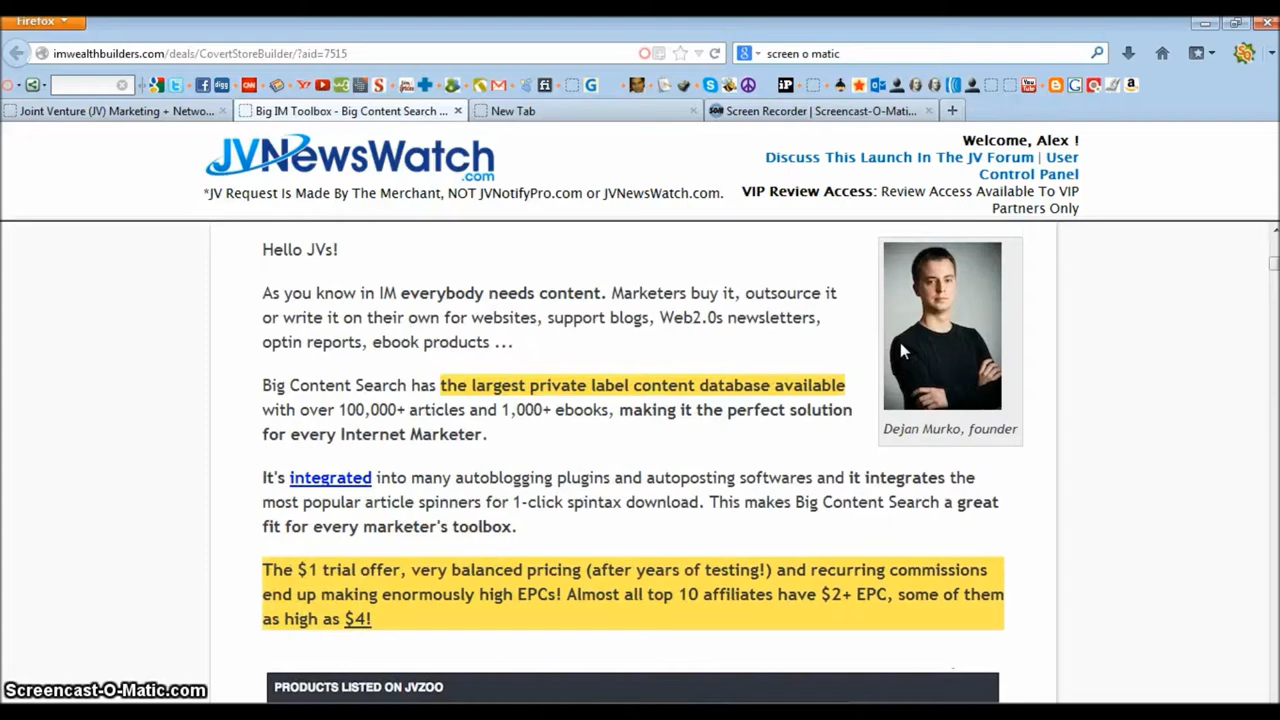 Firefox
imwealthbuilders.com/deals/CovertStoreBuilder/?aid=7515
screen o matic
Joint Venture (JV) Marketing + Netwo...
Big IM Toolbox - Big Content Search ...
New Tab
Screen Recorder | Screencast-O-Mati...
JVNewsWatch
.com
*JV Request Is Made By The Merchant, NOT JVNotifyPro.com or JVNewsWatch.com.
Welcome, Alex !
Discuss This Launch In The JV Forum | User
Control Panel
VIP Review Access: Review Access Available To VIP
Partners Only
Hello JVs!
As you know in IM everybody needs content. Marketers buy it, outsource it
or write it on their own for websites, support blogs, Web2.0s newsletters,
optin reports, ebook products ...
Big Content Search has the largest private label content database available
with over 100,000+ articles and 1,000+ ebooks, making it the perfect solution
for every Internet Marketer.
Dejan Murko, founder
It's integrated into many autoblogging plugins and autoposting softwares and it integrates the
most popular article spinners for 1-click spintax download. This makes Big Content Search a great
fit for every marketer's toolbox.
The $1 trial offer, very balanced pricing (after years of testing!) and recurring commissions
end up making enormously high EPCs! Almost all top 10 affiliates have $2+ EPC, some of them
as high as $4!
PRODUCTS LISTED ON JVZOO
Screencast-O-Matic.com